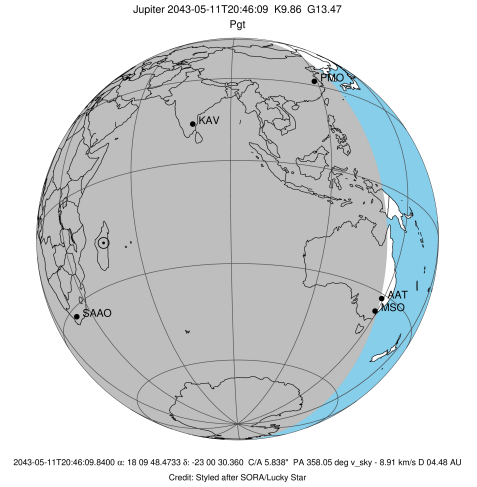 Jupiter 2043-05-11T20:46:09 K9.86 G13.47
Pgt
PMO
KAV
AAT
MSO
SAAO
2043-05-11T20:46:09.8400 α: 18 09 48.4733 δ: -23 00 30.360 C/A 5.838" PA 358.05 deg v_sky - 8.91 km/s D 04.48 AU
Credit: Styled after SORA/Lucky Star